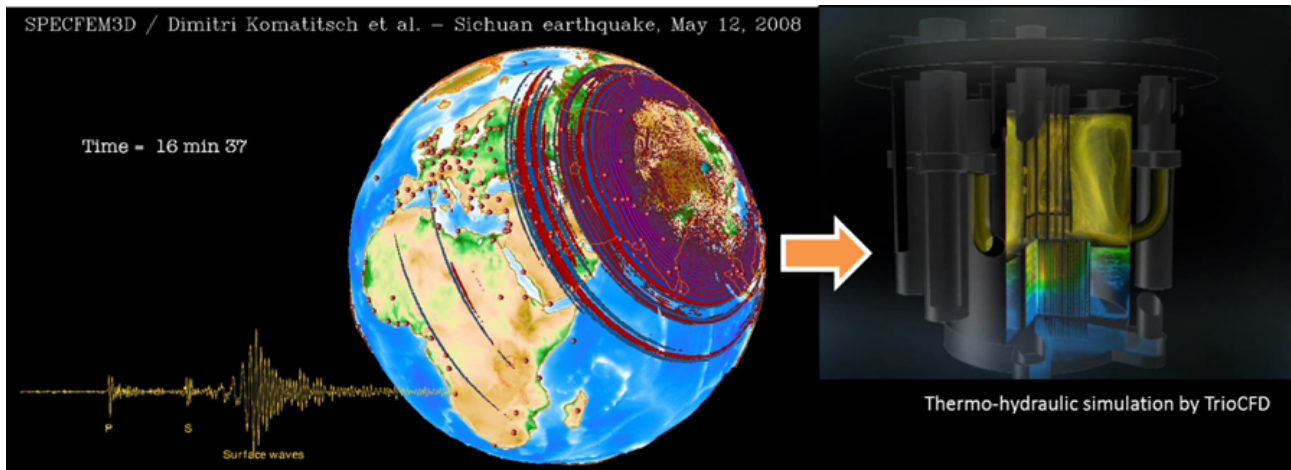 SPECFEM3D / Dimitri Komatitsch et al. – Sichuan earthquake, May 12, 2008
Time = 16 min 37
P
S
Surface waves
Thermo-hydraulic simulation by TrioCFD